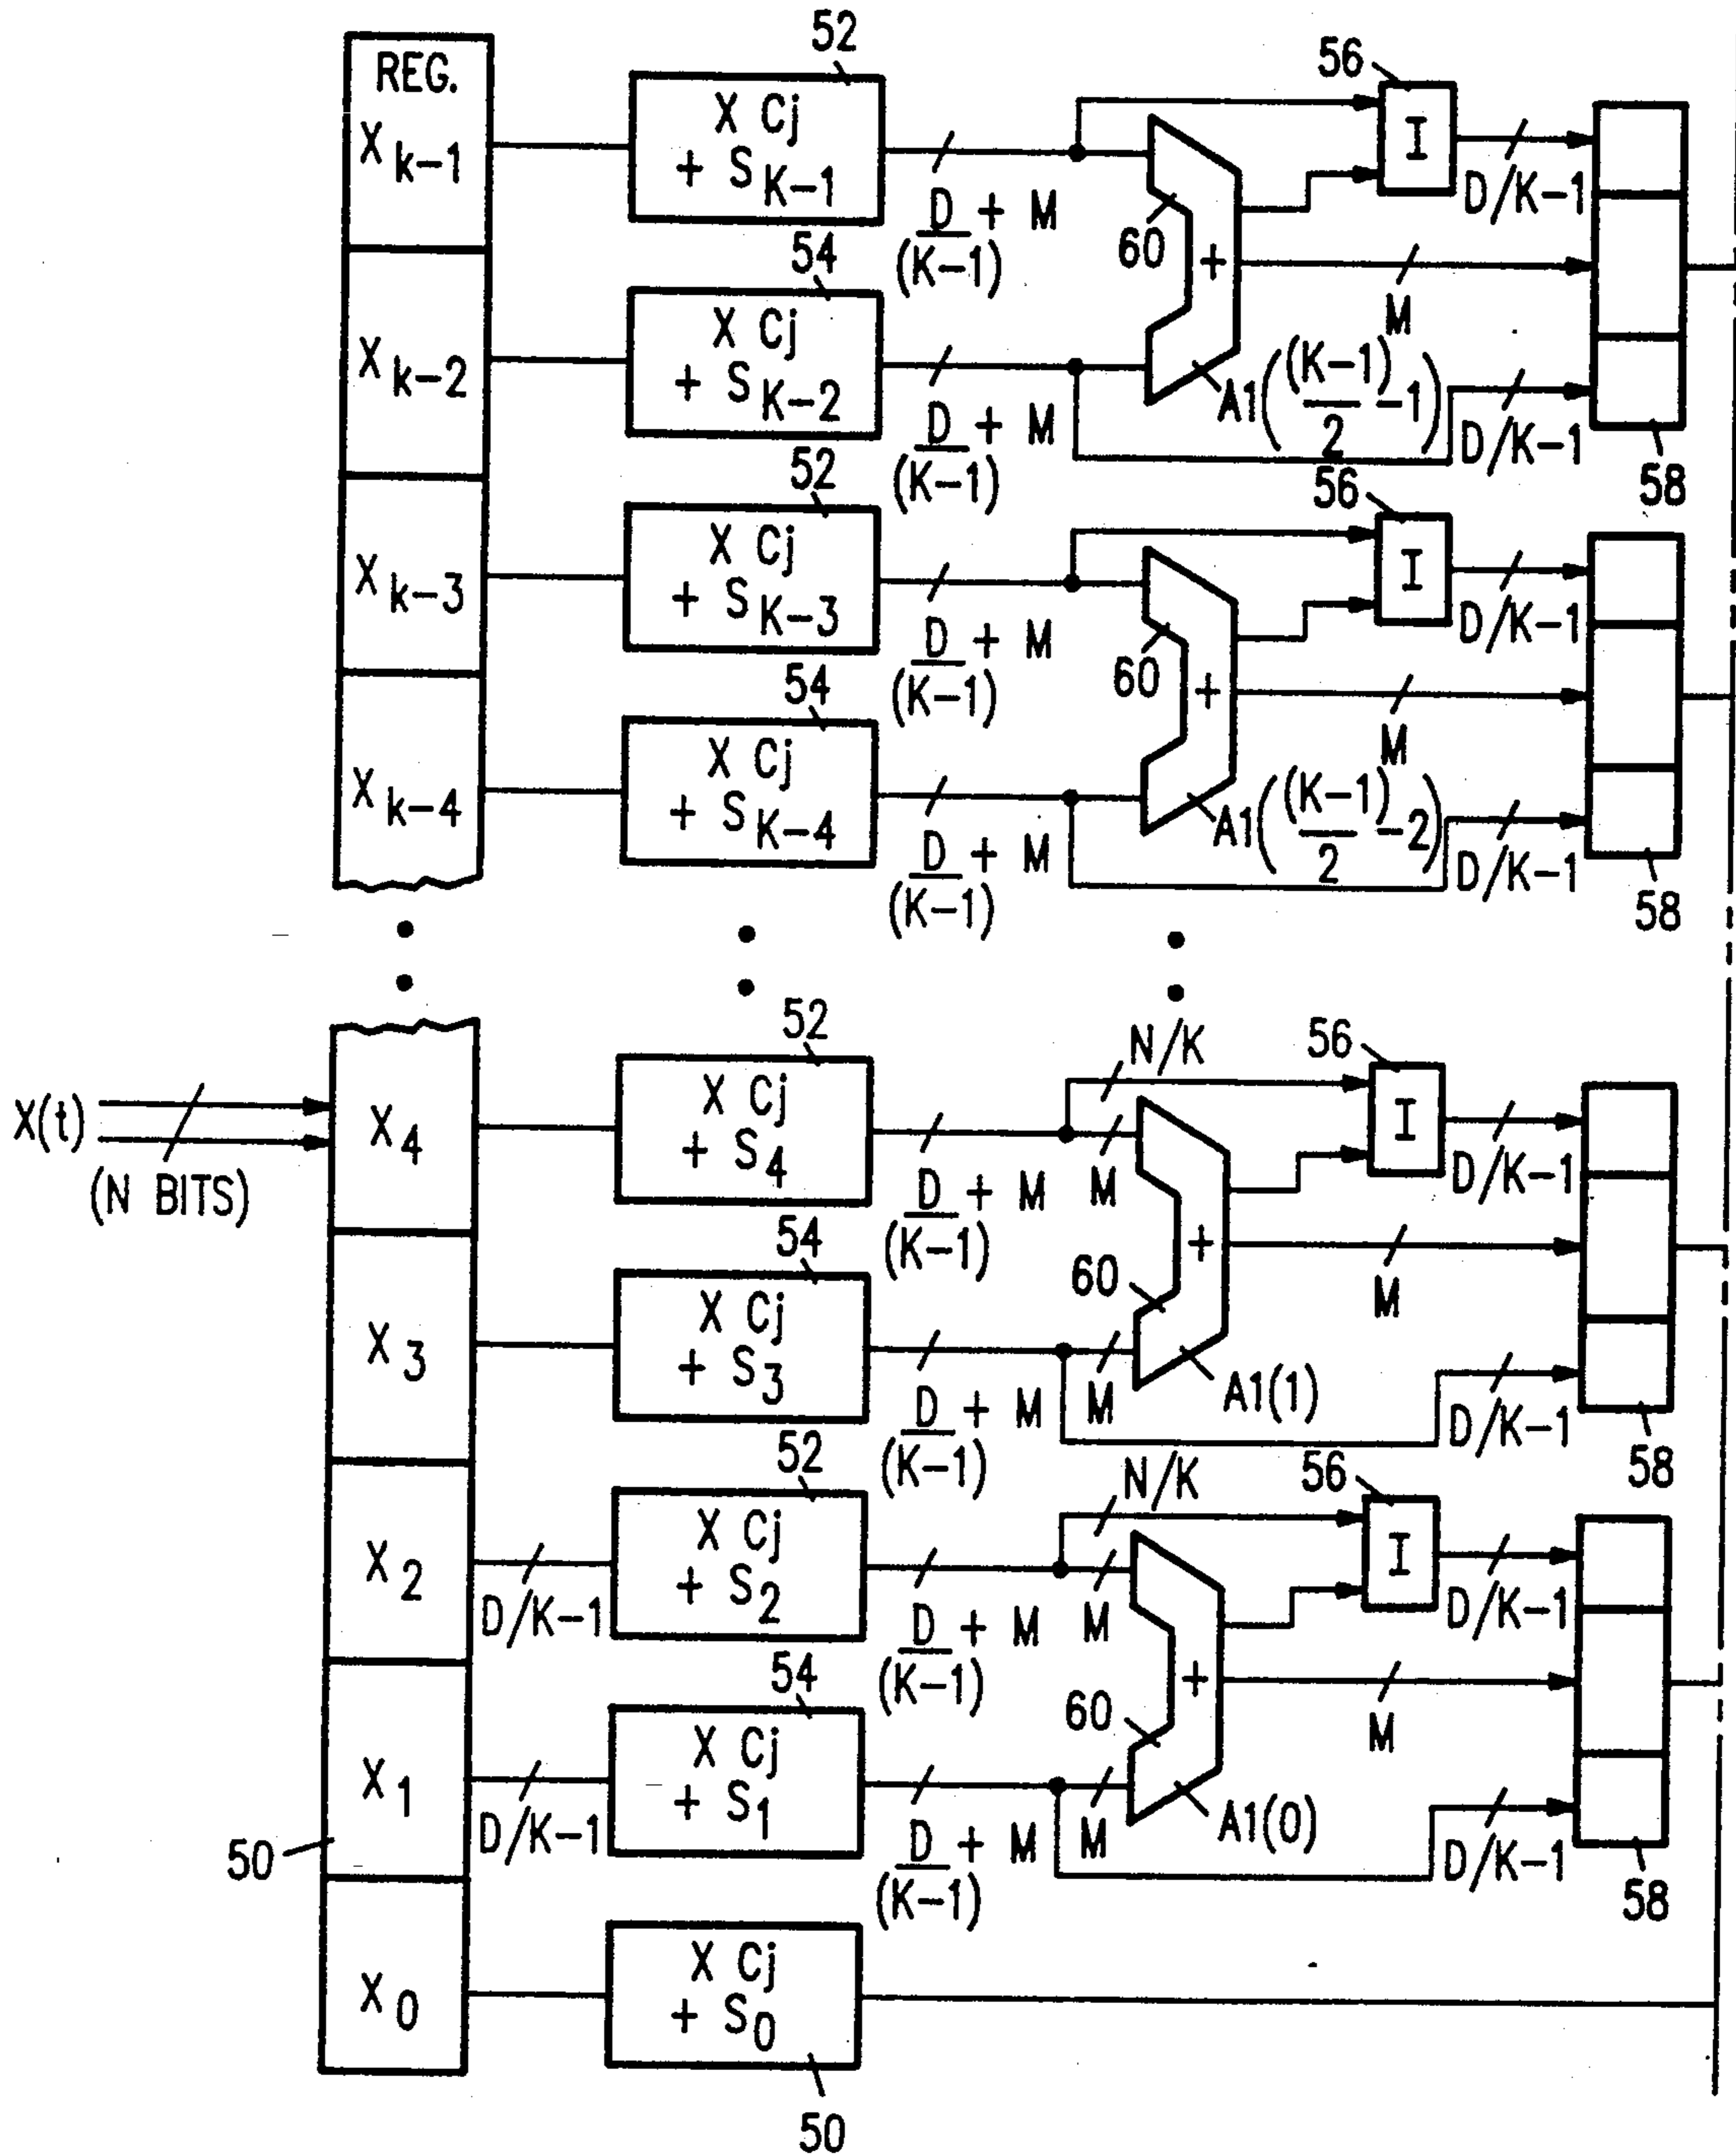 52
REG.
X k-1
X Cj
+ S K-1
D/(K-1) + M
60
+
56
I
D/K-1
M
A1((K-1)/2 -1)
D/K-1
58
54
X k-2
X Cj
+ S K-2
D/(K-1) + M
52
X k-3
X Cj
+ S K-3
D/(K-1) + M
60
+
56
I
D/K-1
M
A1((K-1)/2 -2)
D/K-1
58
54
X k-4
X Cj
+ S K-4
D/(K-1) + M
X(t)
(N BITS)
52
X 4
X Cj
+ S 4
D/(K-1) + M
N/K
M
60
+
56
I
D/K-1
M
A1(1)
D/K-1
58
54
X 3
X Cj
+ S 3
D/(K-1) + M
M
52
X 2
D/K-1
X Cj
+ S 2
D/(K-1) + M
N/K
M
60
+
56
I
D/K-1
M
A1(0)
D/K-1
58
54
X 1
D/K-1
X Cj
+ S 1
D/(K-1) + M
M
50
X 0
X Cj
+ S 0
50